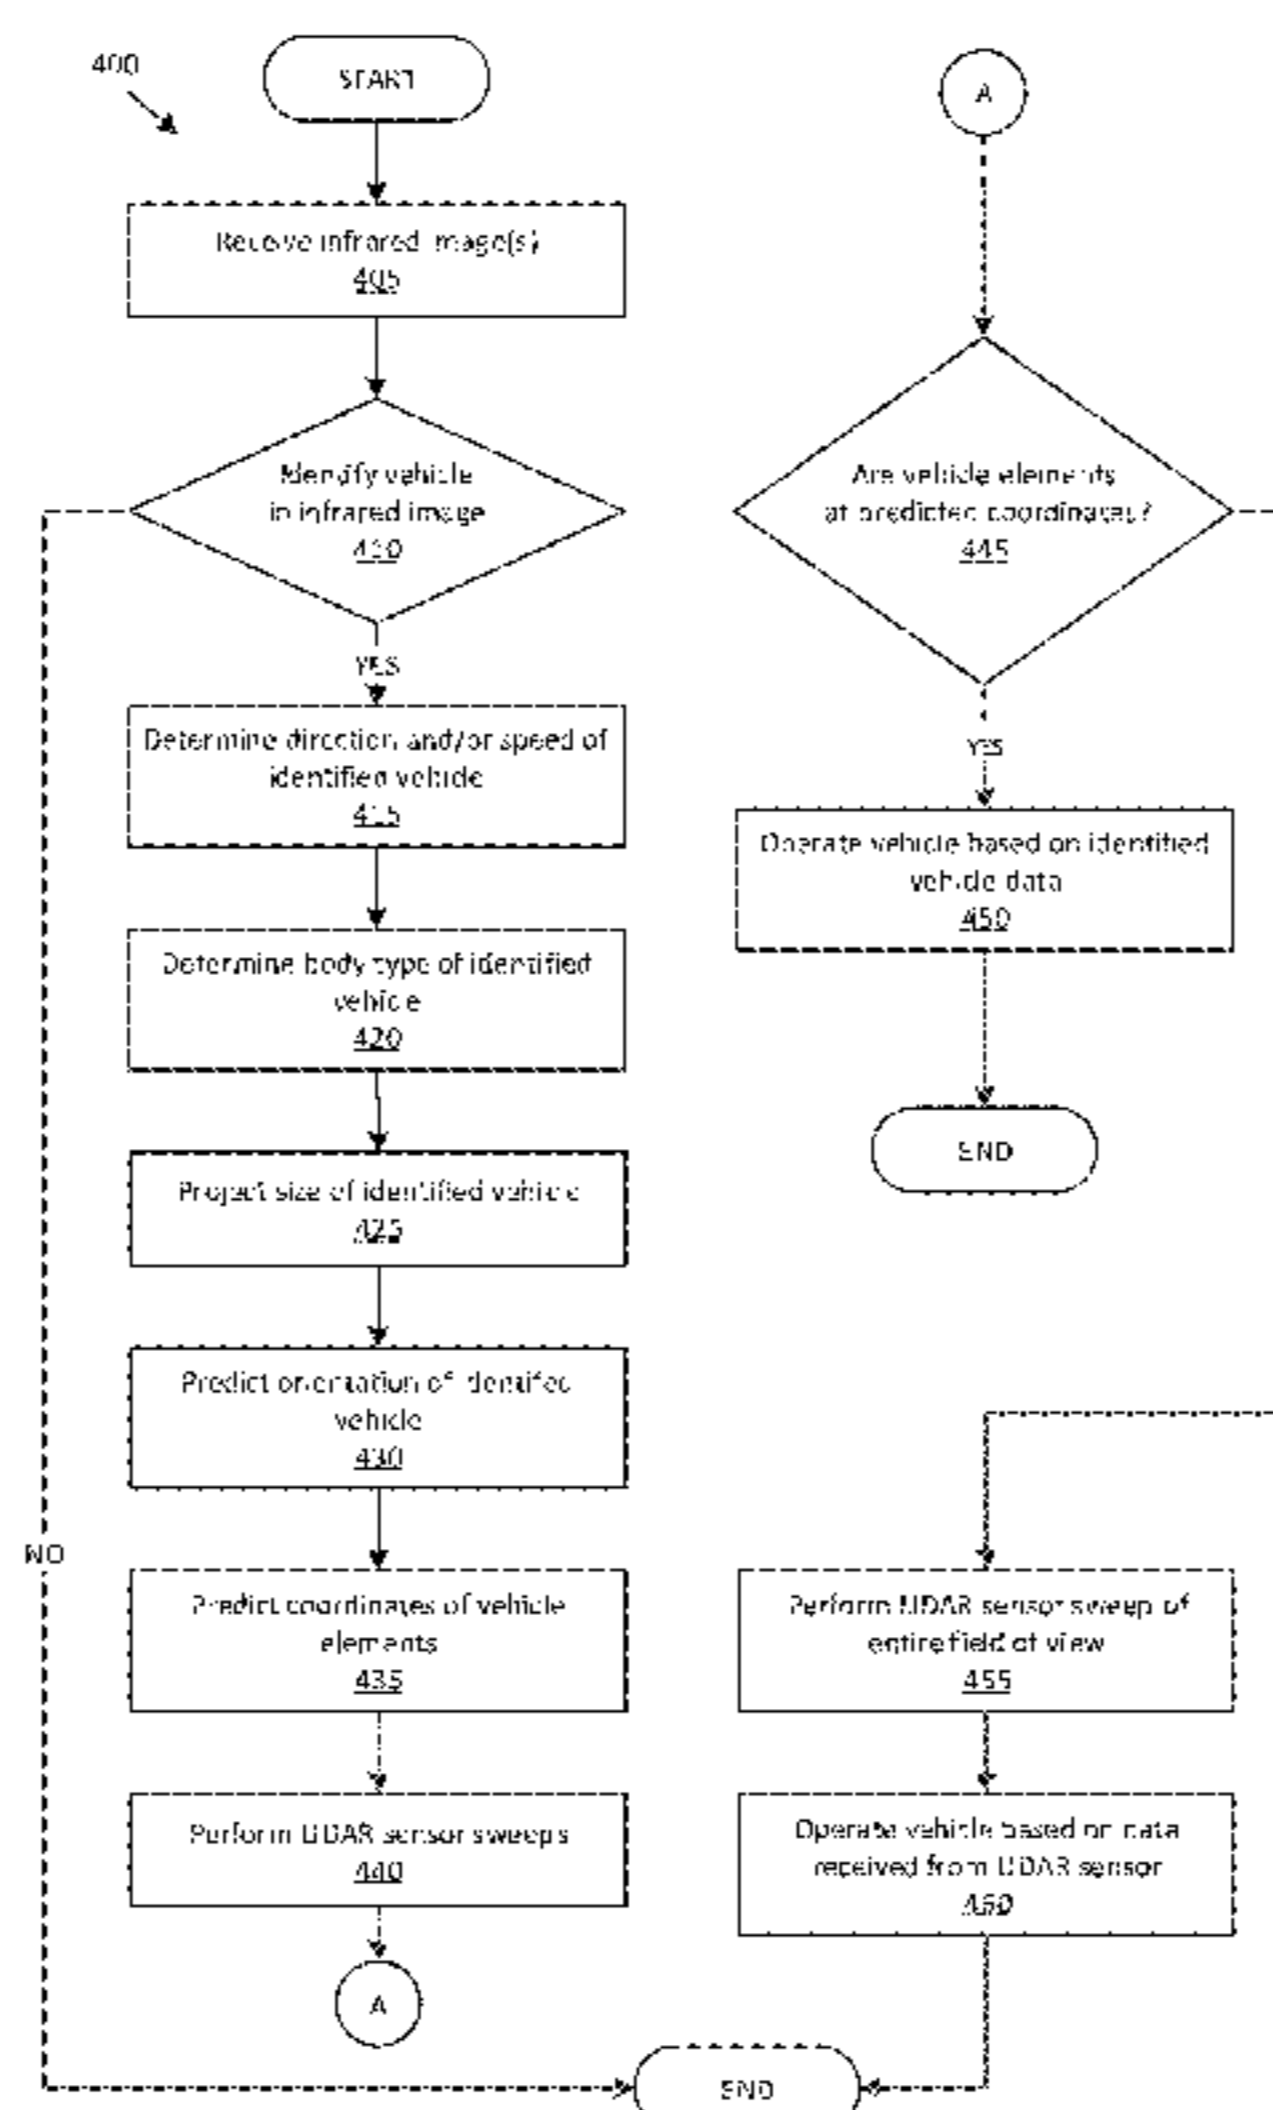 400
START
Receive infrared image(s)
405
Identify vehicle
in infrared image
410
YES
Determine direction and/or speed of
identified vehicle
415
Determine body type of identified
vehicle
420
Project size of identified vehicle
425
Predict orientation of identifed
vehicle
430
NO
Predict coordinates of vehicle
elements
435
Perform LIDAR sensor sweeps
440
A
A
Are vehicle elements
at predicted coordinates?
445
YES
Operate vehicle based on identified
vehicle data
450
END
Perform LIDAR sensor sweep of
entire field of view
455
Operate vehicle based on data
received from LIDAR sensor
460
END